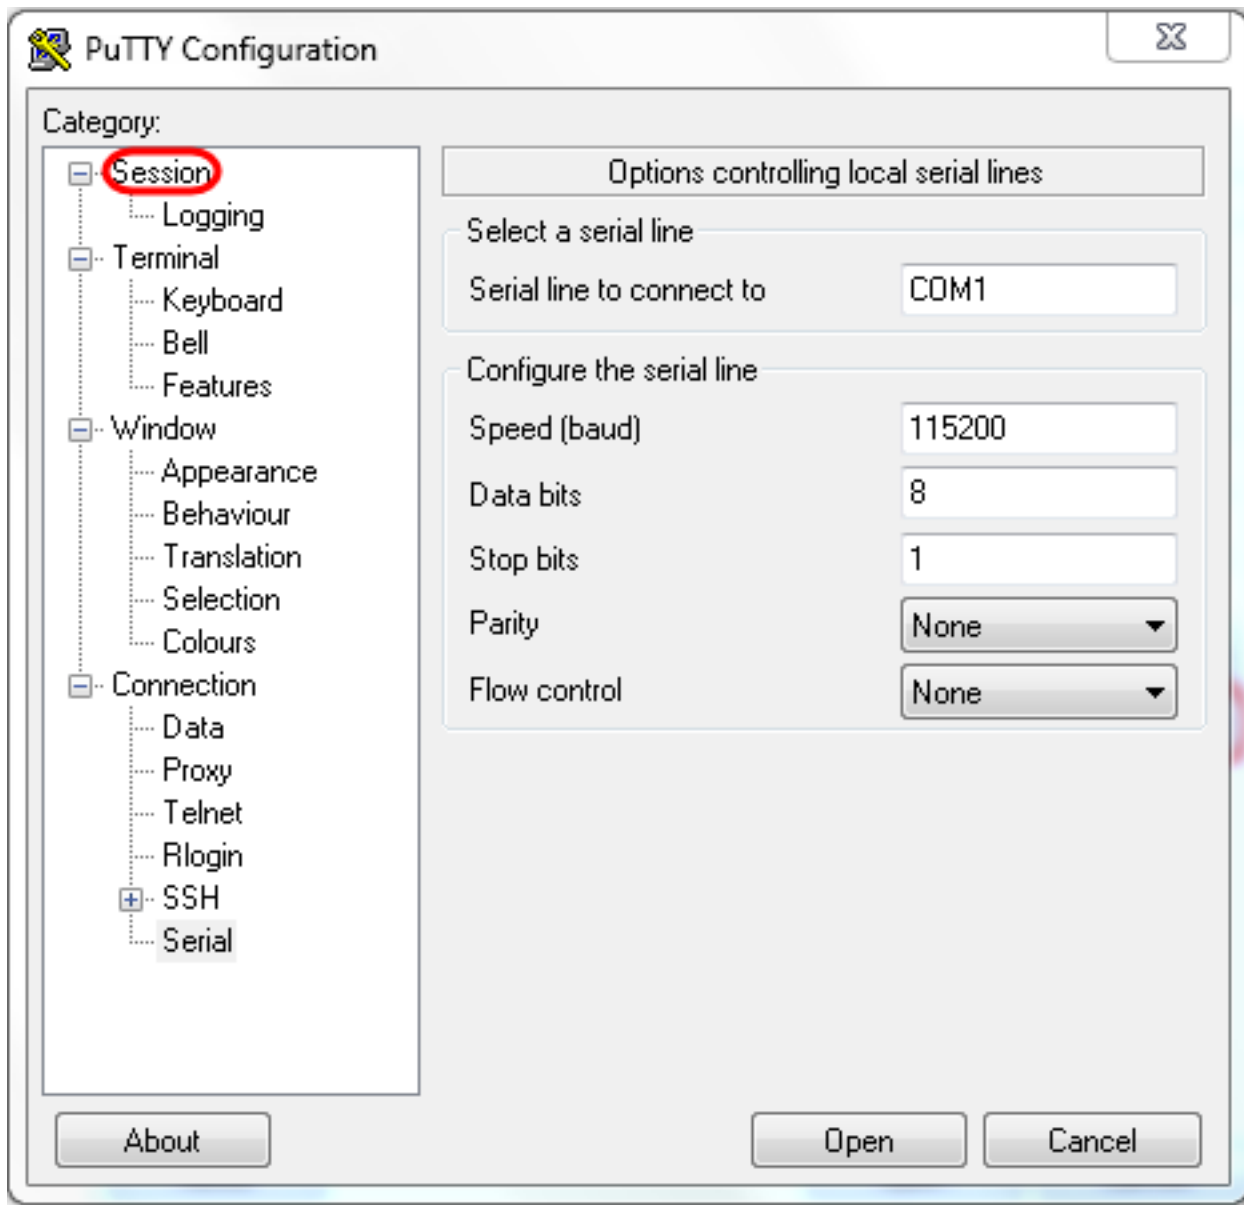 PuTTY Configuration
Category:
Session
Logging
Terminal
Keyboard
Bell
Features
Window
Appearance
Behaviour
Translation
Selection
Colours
Connection
Data
Proxy
Telnet
Rlogin
SSH
Serial
Options controlling local serial lines
Select a serial line
Serial line to connect to COM1
Configure the serial line
Speed (baud) 115200
Data bits 8
Stop bits 1
Parity None
Flow control None
About Open Cancel